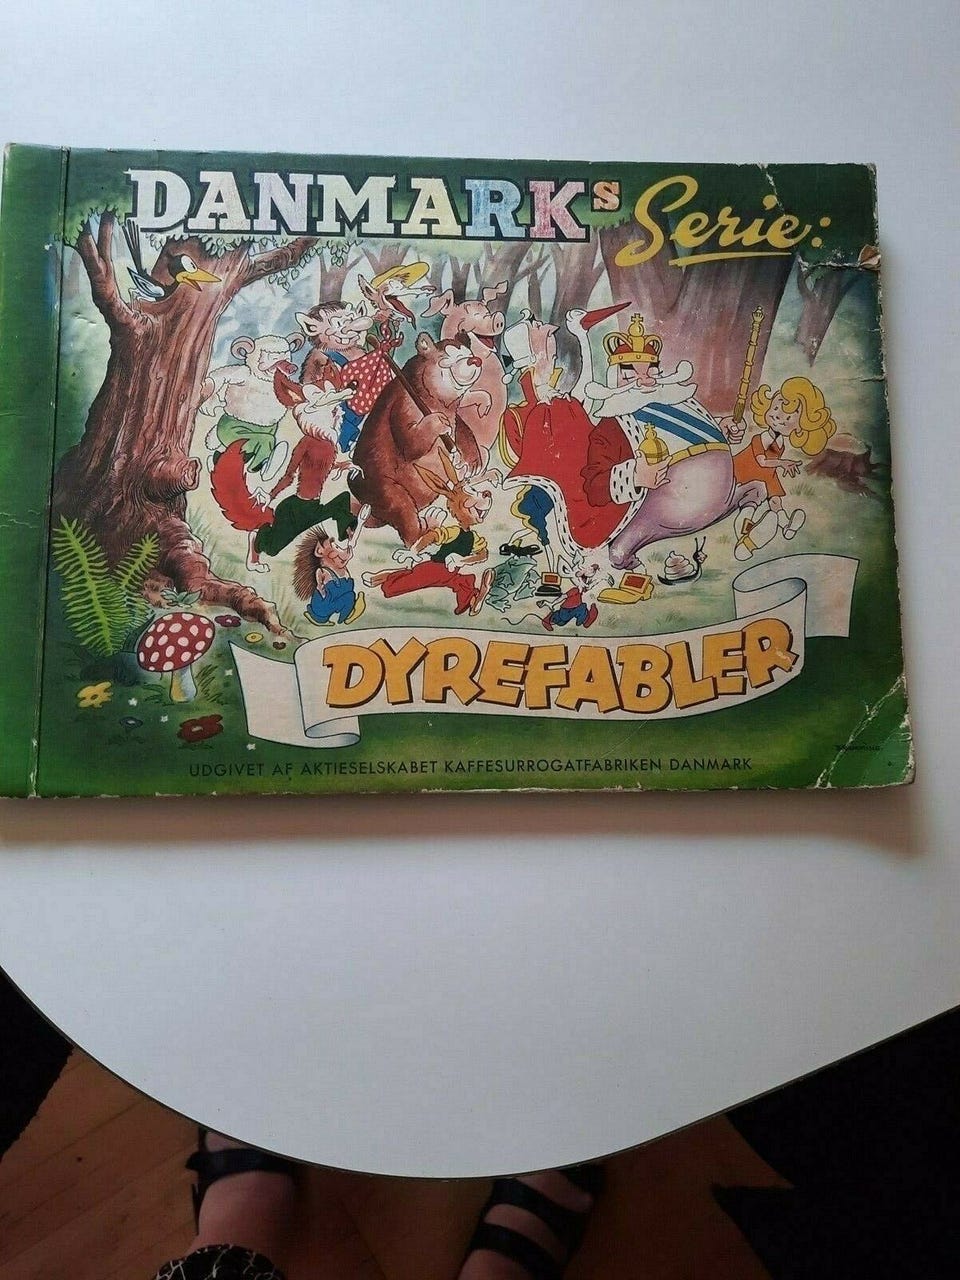 DANMARKs Serie:
DYREFABLER
UDGIVET AF AKTIESELSKABET KAFFESURROGATFABRIKEN DANMARK